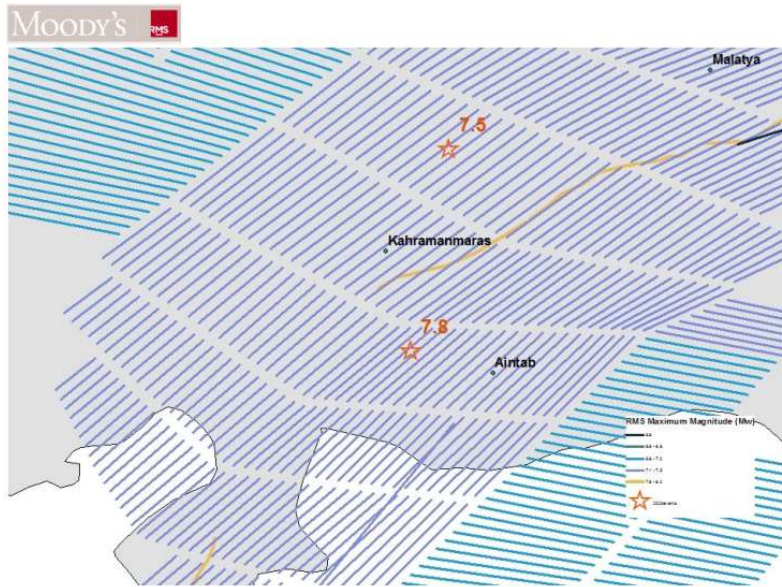 MOODY'S
RMS
Malatya
7.5
Kahramanmaras
7.8
Aintab
RMS Maximum Magnitude (Mw)